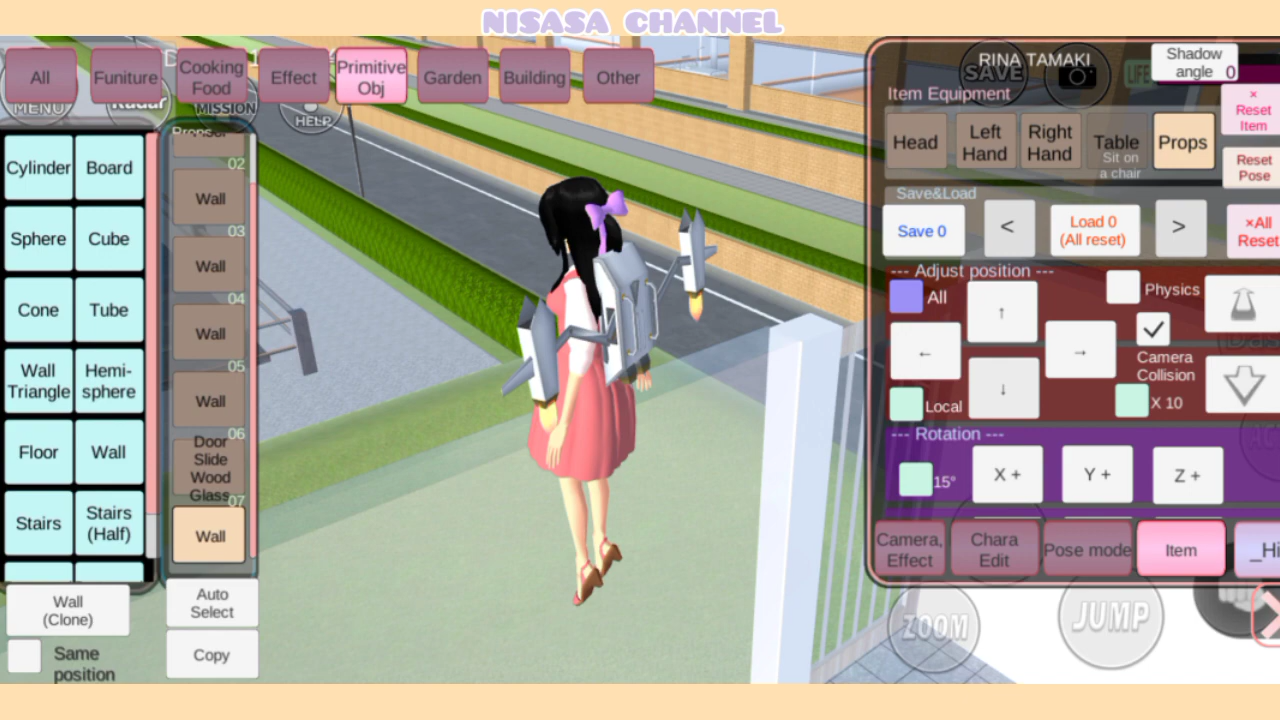 NISASA CHANNEL
All
Funiture
Cooking
Food
Effect
Primitive
Obj
Garden
Building
Other
MENU
Radar
MISSION
HELP
Cylinder
Board
Sphere
Cube
Cone
Tube
Wall
Triangle
Hemi-
sphere
Floor
Wall
Stairs
Stairs
(Half)
Wall
(Clone)
Same
position
Props
02
Wall
03
Wall
04
Wall
05
Wall
06
Door
Slide
Wood
Glass
07
Wall
Auto
Select
Copy
RINA TAMAKI
SAVE
LIFE
Shadow
angle 0
Item Equipment
×
Reset
Item
Head
Left
Hand
Right
Hand
Table
Sit on
a chair
Props
Reset
Pose
Save&Load
Save 0
<
Load 0
(All reset)
>
×All
Reset
--- Adjust position ---
All
↑
Physics
←
→
Camera
Collision
↓
Local
X 10
--- Rotation ---
15°
X +
Y +
Z +
Camera,
Effect
Chara
Edit
Pose mode
Item
_Hi
ZOOM
JUMP